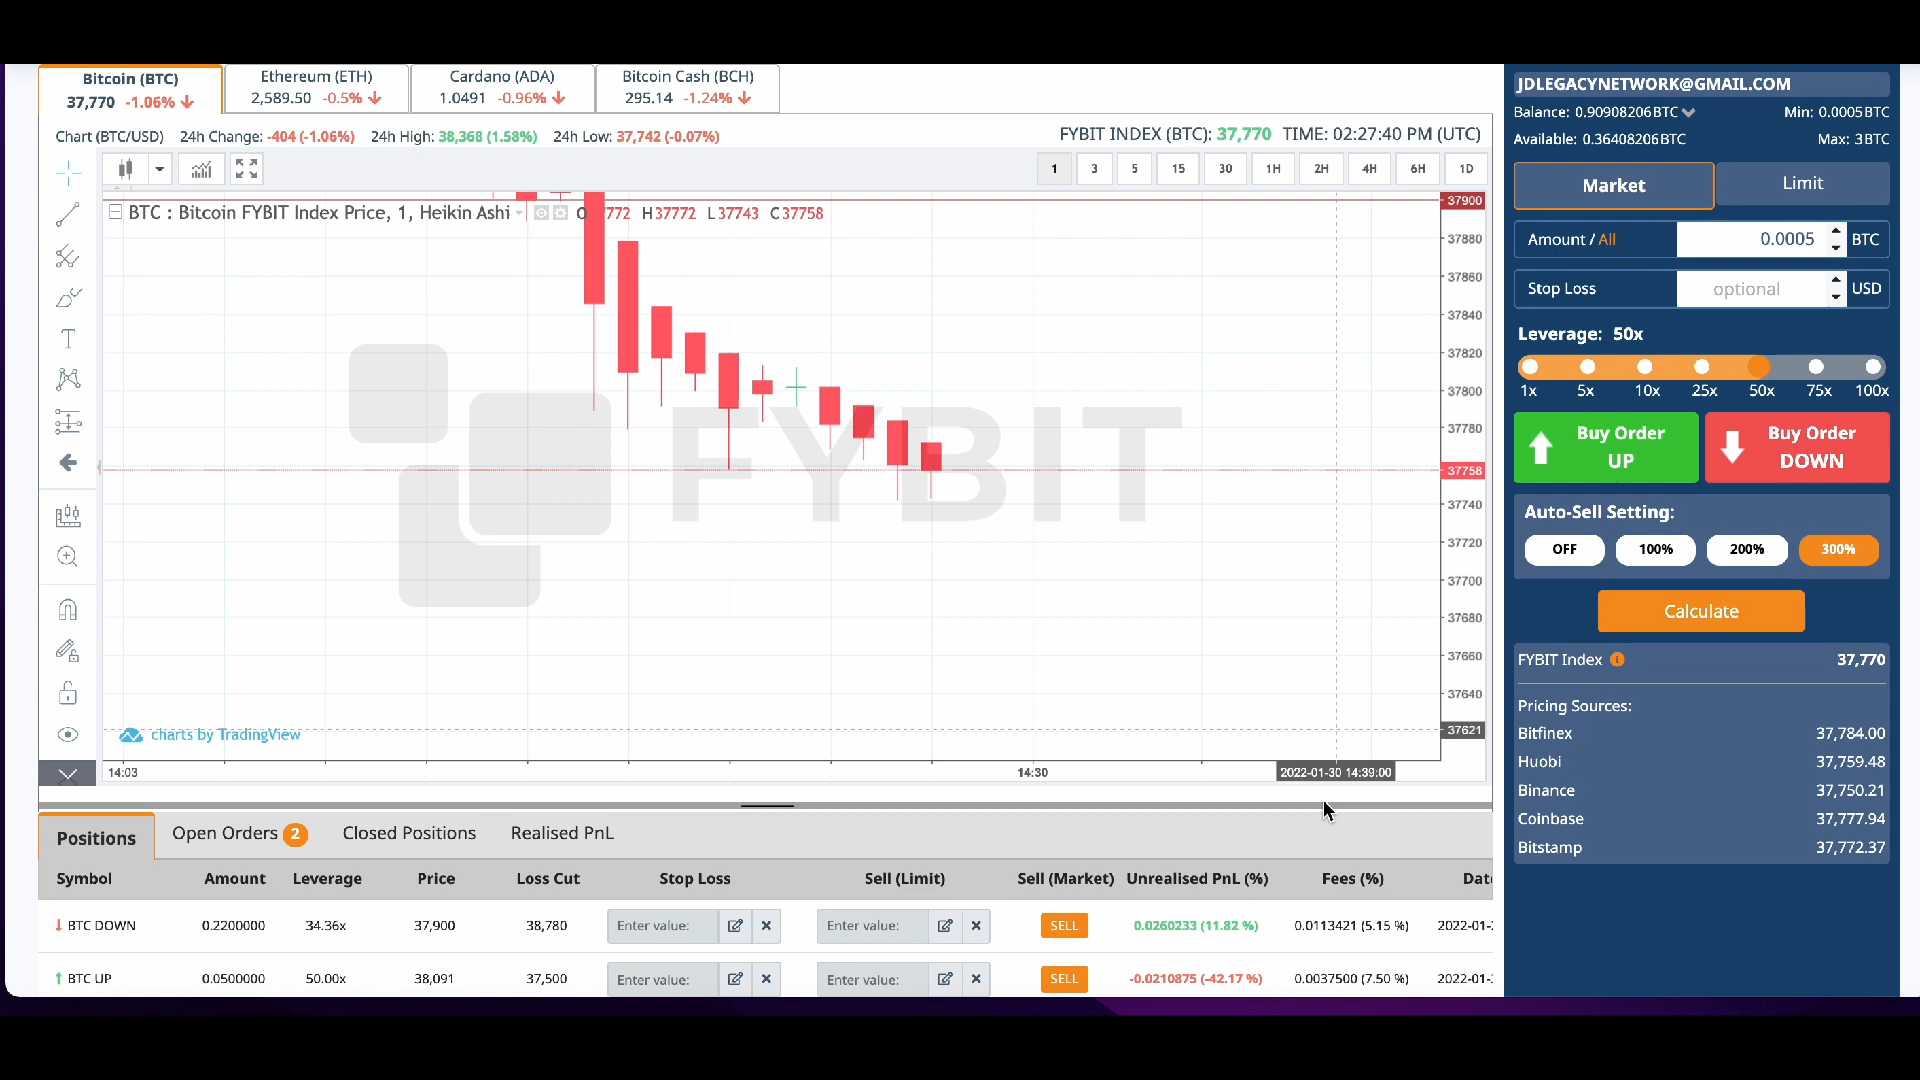 Bitcoin (BTC)
37,770 -1.06%
Ethereum (ETH)
2,589.50 -0.5%
Cardano (ADA)
1.0491 -0.96%
Bitcoin Cash (BCH)
295.14 -1.24%
JDLEGACYNETWORK@GMAIL.COM
Balance: 0.90908206BTC Min: 0.0005BTC
Available: 0.36408206BTC Max: 3BTC
Chart (BTC/USD) 24h Change: -404 (-1.06%) 24h High: 38,368 (1.58%) 24h Low: 37,742 (-0.07%)
FYBIT INDEX (BTC): 37,770 TIME: 02:27:40 PM (UTC)
1 3 5 15 30 1H 2H 4H 6H 1D
BTC : Bitcoin FYBIT Index Price, 1, Heikin Ashi H37772 L37743 C37758
37900
37880
37860
37840
37820
37800
37780
37758
37740
37720
37700
37680
37660
37640
37621
FYBIT
charts by TradingView
14:03 14:30 2022-01-30 14:39:00
Market Limit
Amount / All 0.0005 BTC
Stop Loss optional USD
Leverage: 50x
1x 5x 10x 25x 50x 75x 100x
Buy Order
UP
Buy Order
DOWN
Auto-Sell Setting:
OFF 100% 200% 300%
Calculate
FYBIT Index 37,770
Pricing Sources:
Bitfinex 37,784.00
Huobi 37,759.48
Binance 37,750.21
Coinbase 37,777.94
Bitstamp 37,772.37
Positions Open Orders 2 Closed Positions Realised PnL
Symbol Amount Leverage Price Loss Cut Stop Loss Sell (Limit) Sell (Market) Unrealised PnL (%) Fees (%) Date
BTC DOWN 0.2200000 34.36x 37,900 38,780 Enter value: Enter value: SELL 0.0260233 (11.82 %) 0.0113421 (5.15 %) 2022-01-
BTC UP 0.0500000 50.00x 38,091 37,500 Enter value: Enter value: SELL -0.0210875 (-42.17 %) 0.0037500 (7.50 %) 2022-01-